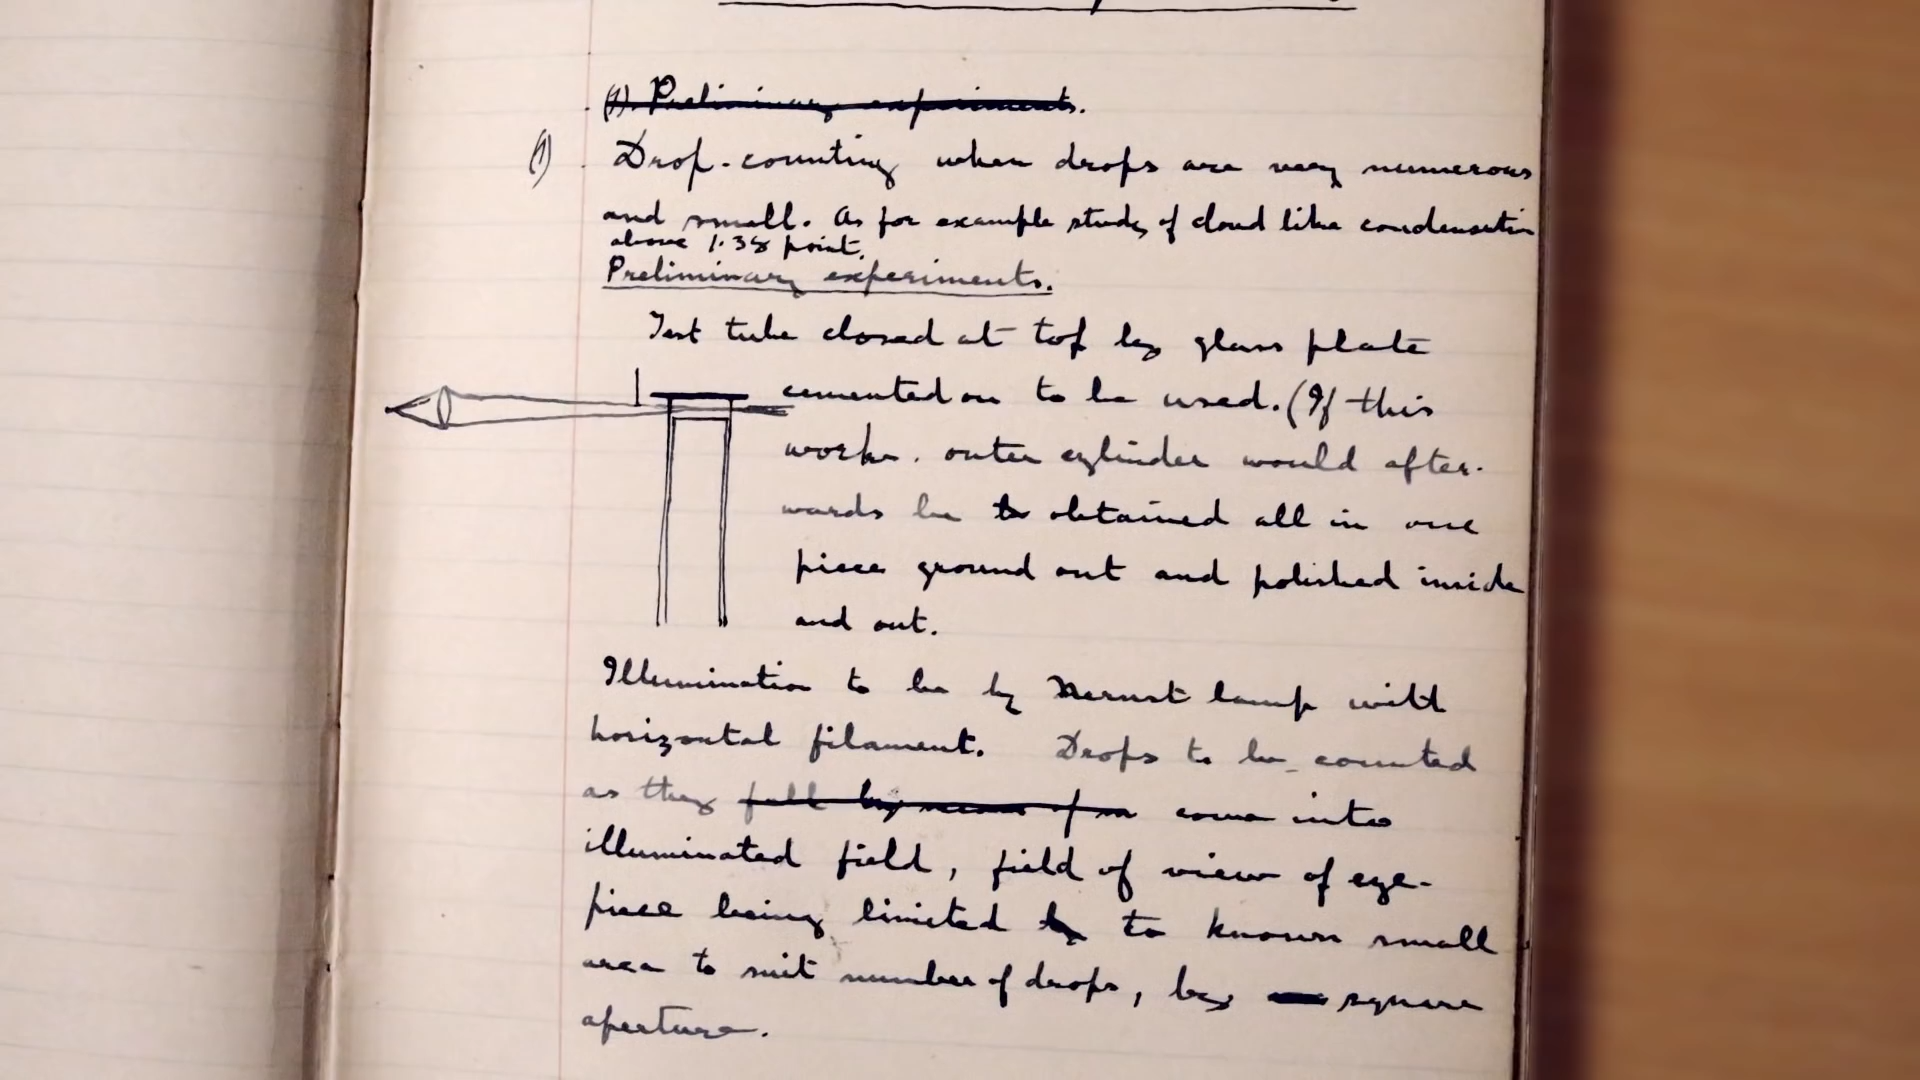 (1). Preliminary experiments.
(1). Drop-counting when drops are very numerous
and small. As for example study of cloud like condensation
above 1.38 point.
Preliminary experiments.
Test tube closed at top by glass plate
cemented on to be used. (If this
works. outer cylinder would after-
wards be to obtained all in one
piece ground out and polished inside
and out.
Illumination to be by Nernst lamp with
horizontal filament. Drops to be counted
as they fall by means of a come into
illuminated field, field of view of eye-
piece being limited by to known small
area to suit number of drops, by square
aperture.